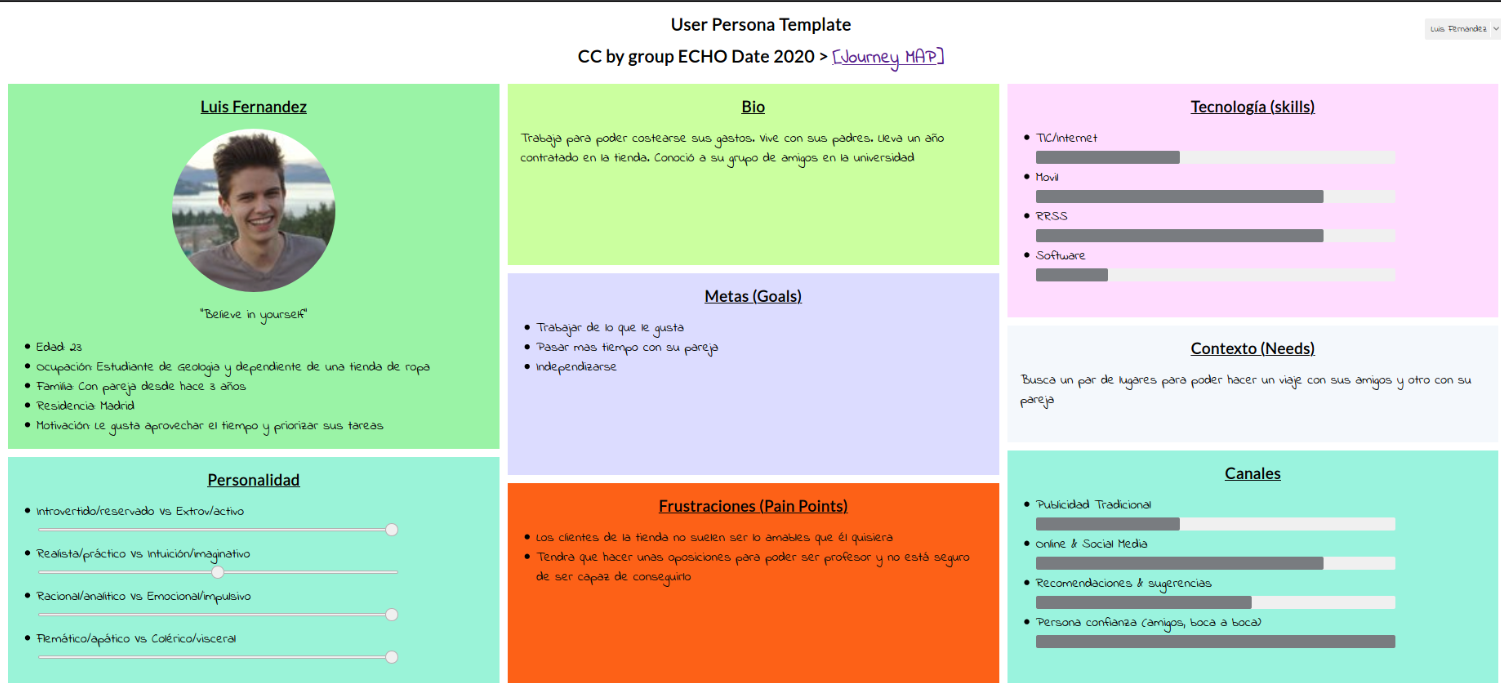 User Persona Template
Luis Fernandez
CC by group ECHO Date 2020 > [Journey MAP]
Luis Fernandez
"Believe in yourself"
Edad: 23
Ocupación: Estudiante de Geologia y dependiente de una tienda de ropa
Familia: Con pareja desde hace 3 años
Residencia: Madrid
Motivación: Le gusta aprovechar el tiempo y priorizar sus tareas
Personalidad
Introvertido/reservado Vs Extrov/activo
Realista/práctico Vs Intuición/imaginativo
Racional/analítico Vs Emocional/impulsivo
Flemático/apático Vs Colérico/visceral
Bio
Trabaja para poder costearse sus gastos. Vive con sus padres. Lleva un año
contratado en la tienda. Conoció a su grupo de amigos en la universidad
Metas (Goals)
Trabajar de lo que le gusta
Pasar mas tiempo con su pareja
Independizarse
Frustraciones (Pain Points)
Los clientes de la tienda no suelen ser lo amables que él quisiera
Tendra que hacer unas oposiciones para poder ser profesor y no está seguro
de ser capaz de conseguirlo
Tecnología (skills)
TIC/Internet
Movil
RRSS
Software
Contexto (Needs)
Busca un par de lugares para poder hacer un viaje con sus amigos y otro con su
pareja
Canales
Publicidad Tradicional
Online & Social Media
Recomendaciones & sugerencias
Persona confianza (amigos, boca a boca)